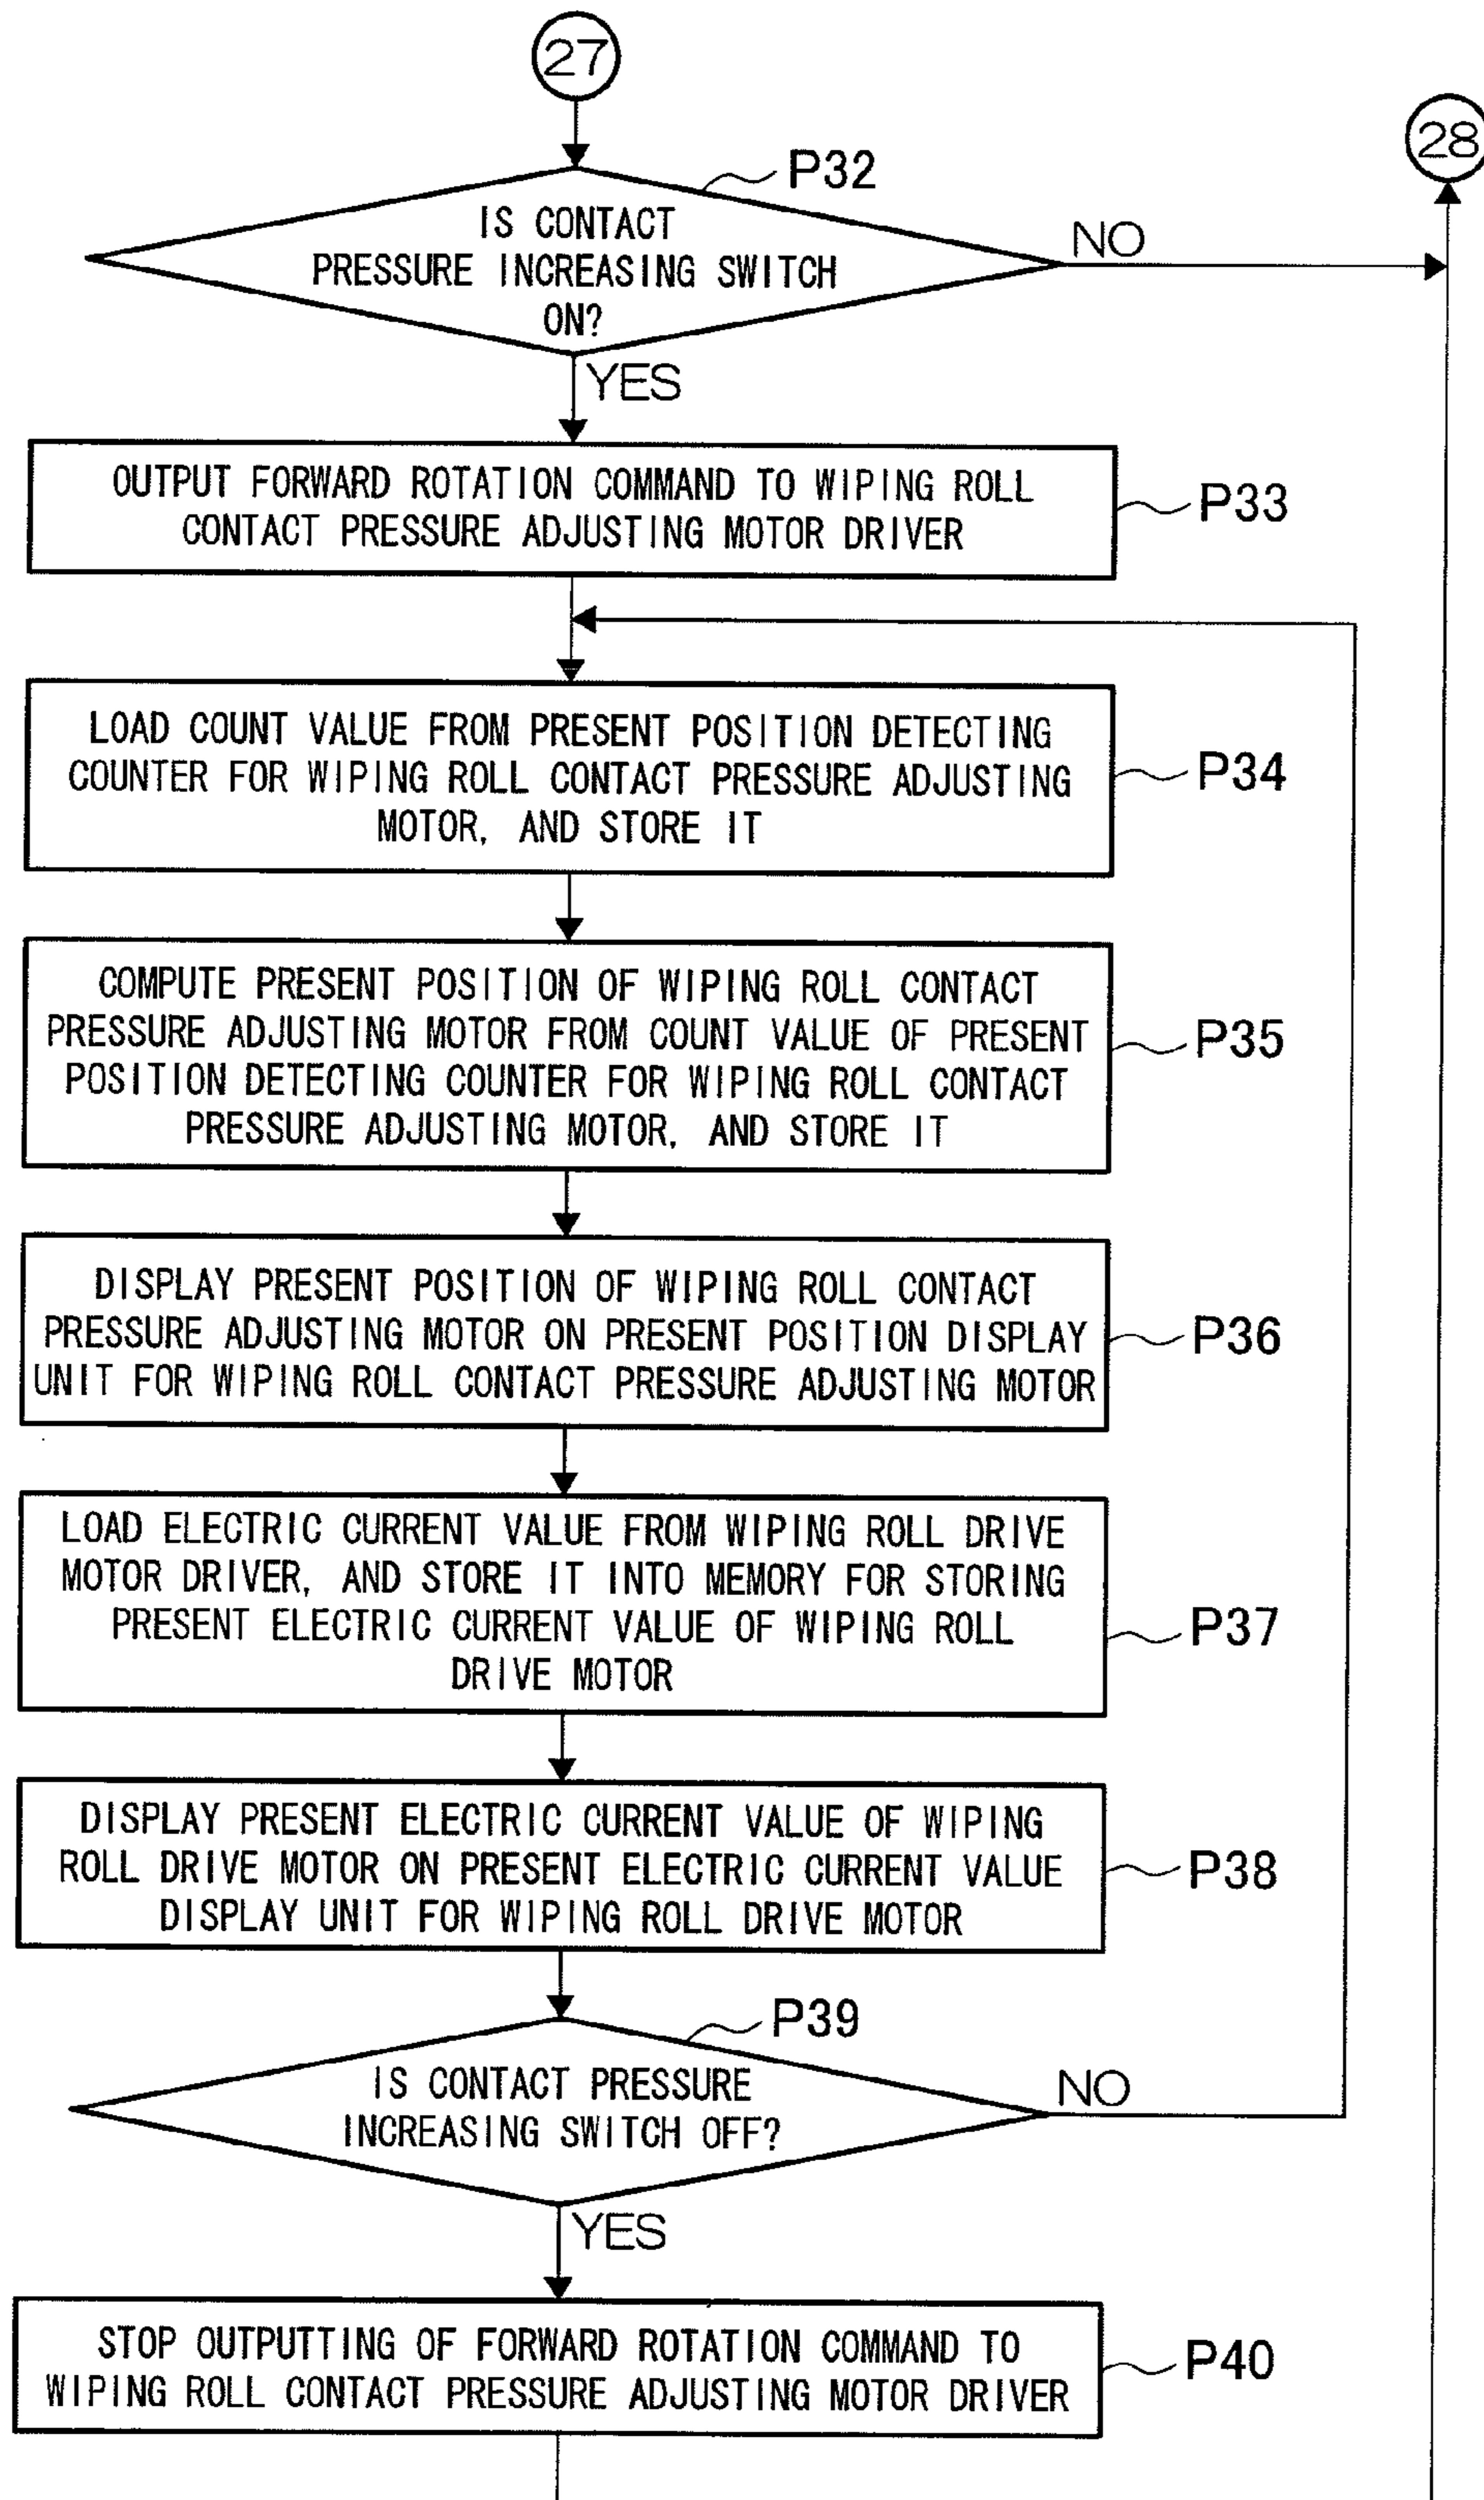 27
28
P32
IS CONTACT
PRESSURE INCREASING SWITCH
ON?
NO
YES
OUTPUT FORWARD ROTATION COMMAND TO WIPING ROLL
CONTACT PRESSURE ADJUSTING MOTOR DRIVER
P33
LOAD COUNT VALUE FROM PRESENT POSITION DETECTING
COUNTER FOR WIPING ROLL CONTACT PRESSURE ADJUSTING
MOTOR, AND STORE IT
P34
COMPUTE PRESENT POSITION OF WIPING ROLL CONTACT
PRESSURE ADJUSTING MOTOR FROM COUNT VALUE OF PRESENT
POSITION DETECTING COUNTER FOR WIPING ROLL CONTACT
PRESSURE ADJUSTING MOTOR, AND STORE IT
P35
DISPLAY PRESENT POSITION OF WIPING ROLL CONTACT
PRESSURE ADJUSTING MOTOR ON PRESENT POSITION DISPLAY
UNIT FOR WIPING ROLL CONTACT PRESSURE ADJUSTING MOTOR
P36
LOAD ELECTRIC CURRENT VALUE FROM WIPING ROLL DRIVE
MOTOR DRIVER, AND STORE IT INTO MEMORY FOR STORING
PRESENT ELECTRIC CURRENT VALUE OF WIPING ROLL
DRIVE MOTOR
P37
DISPLAY PRESENT ELECTRIC CURRENT VALUE OF WIPING
ROLL DRIVE MOTOR ON PRESENT ELECTRIC CURRENT VALUE
DISPLAY UNIT FOR WIPING ROLL DRIVE MOTOR
P38
P39
IS CONTACT PRESSURE
INCREASING SWITCH OFF?
NO
YES
STOP OUTPUTTING OF FORWARD ROTATION COMMAND TO
WIPING ROLL CONTACT PRESSURE ADJUSTING MOTOR DRIVER
P40